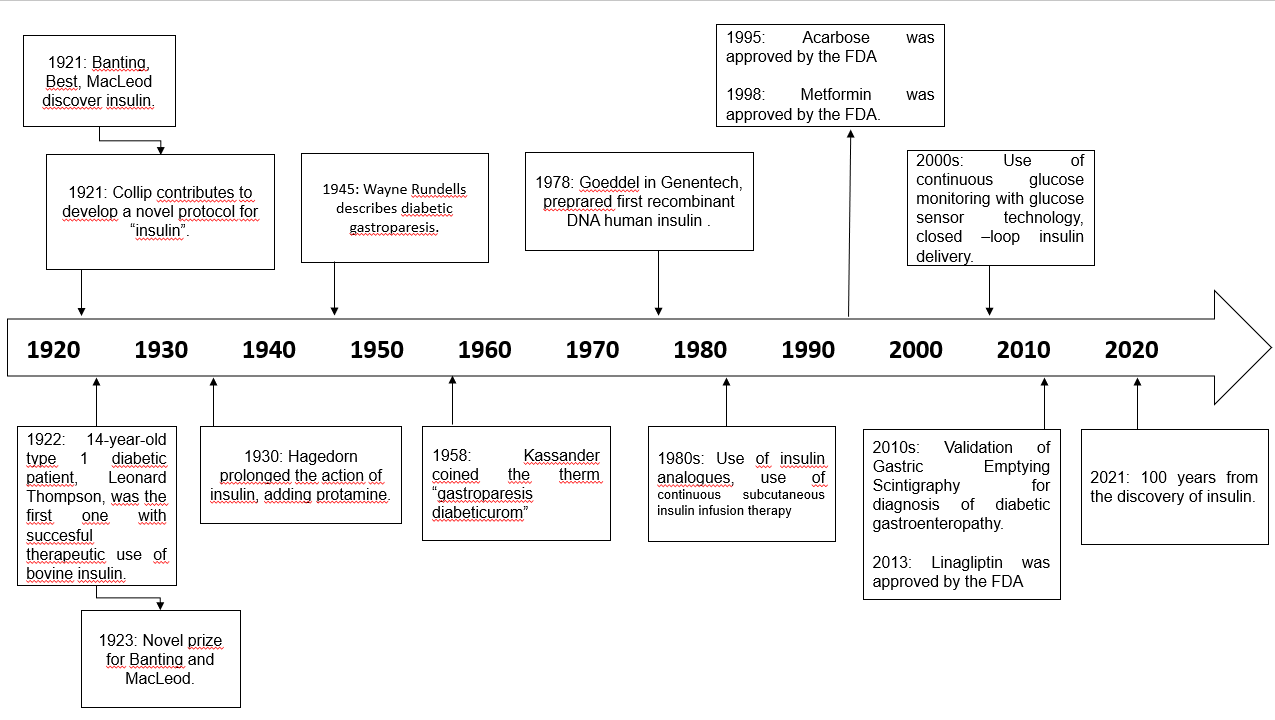 1921: Banting,
Best, MacLeod
discover insulin.
1921: Collip contributes to
develop a novel protocol for
“insulin”.
1945: Wayne Rundells
describes diabetic
gastroparesis.
1978: Goeddel in Genentech,
preprared first recombinant
DNA human insulin .
1995: Acarbose was
approved by the FDA
1998: Metformin was
approved by the FDA.
2000s: Use of
continuous glucose
monitoring with glucose
sensor technology,
closed –loop insulin
delivery.
1920 1930 1940 1950 1960 1970 1980 1990 2000 2010 2020
1922: 14-year-old
type 1 diabetic
patient, Leonard
Thompson, was the
first one with
succesful
therapeutic use of
bovine insulin.
1923: Novel prize
for Banting and
MacLeod.
1930: Hagedorn
prolonged the action of
insulin, adding protamine.
1958: Kassander
coined the therm
“gastroparesis
diabeticurom”
1980s: Use of insulin
analogues, use of
continuous subcutaneous
insulin infusion therapy
2010s: Validation of
Gastric Emptying
Scintigraphy for
diagnosis of diabetic
gastroenteropathy.
2013: Linagliptin was
approved by the FDA
2021: 100 years from
the discovery of insulin.